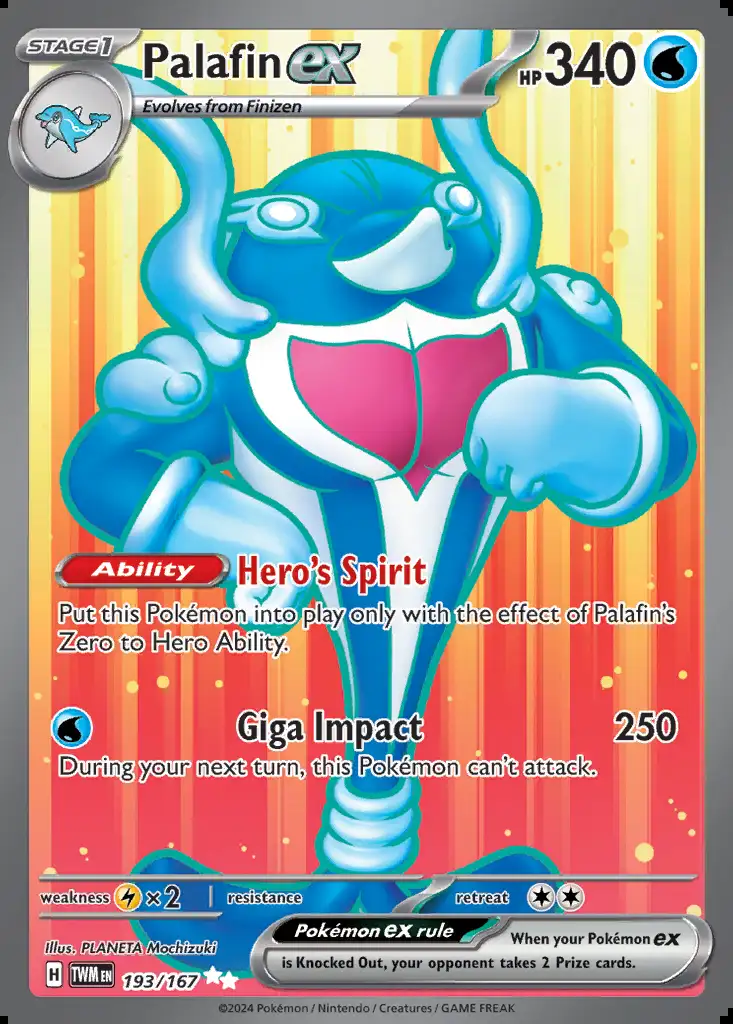 STAGE1
Palafin ex HP 340
Evolves from Finizen
Ability Hero's Spirit
Put this Pokémon into play only with the effect of Palafin's
Zero to Hero Ability.
Giga Impact 250
During your next turn, this Pokémon can't attack.
weakness ×2 resistance retreat
Illus. PLANETA Mochizuki
Pokémon ex rule When your Pokémon ex
is Knocked Out, your opponent takes 2 Prize cards.
H TWM EN 193/167
©2024 Pokémon / Nintendo / Creatures / GAME FREAK